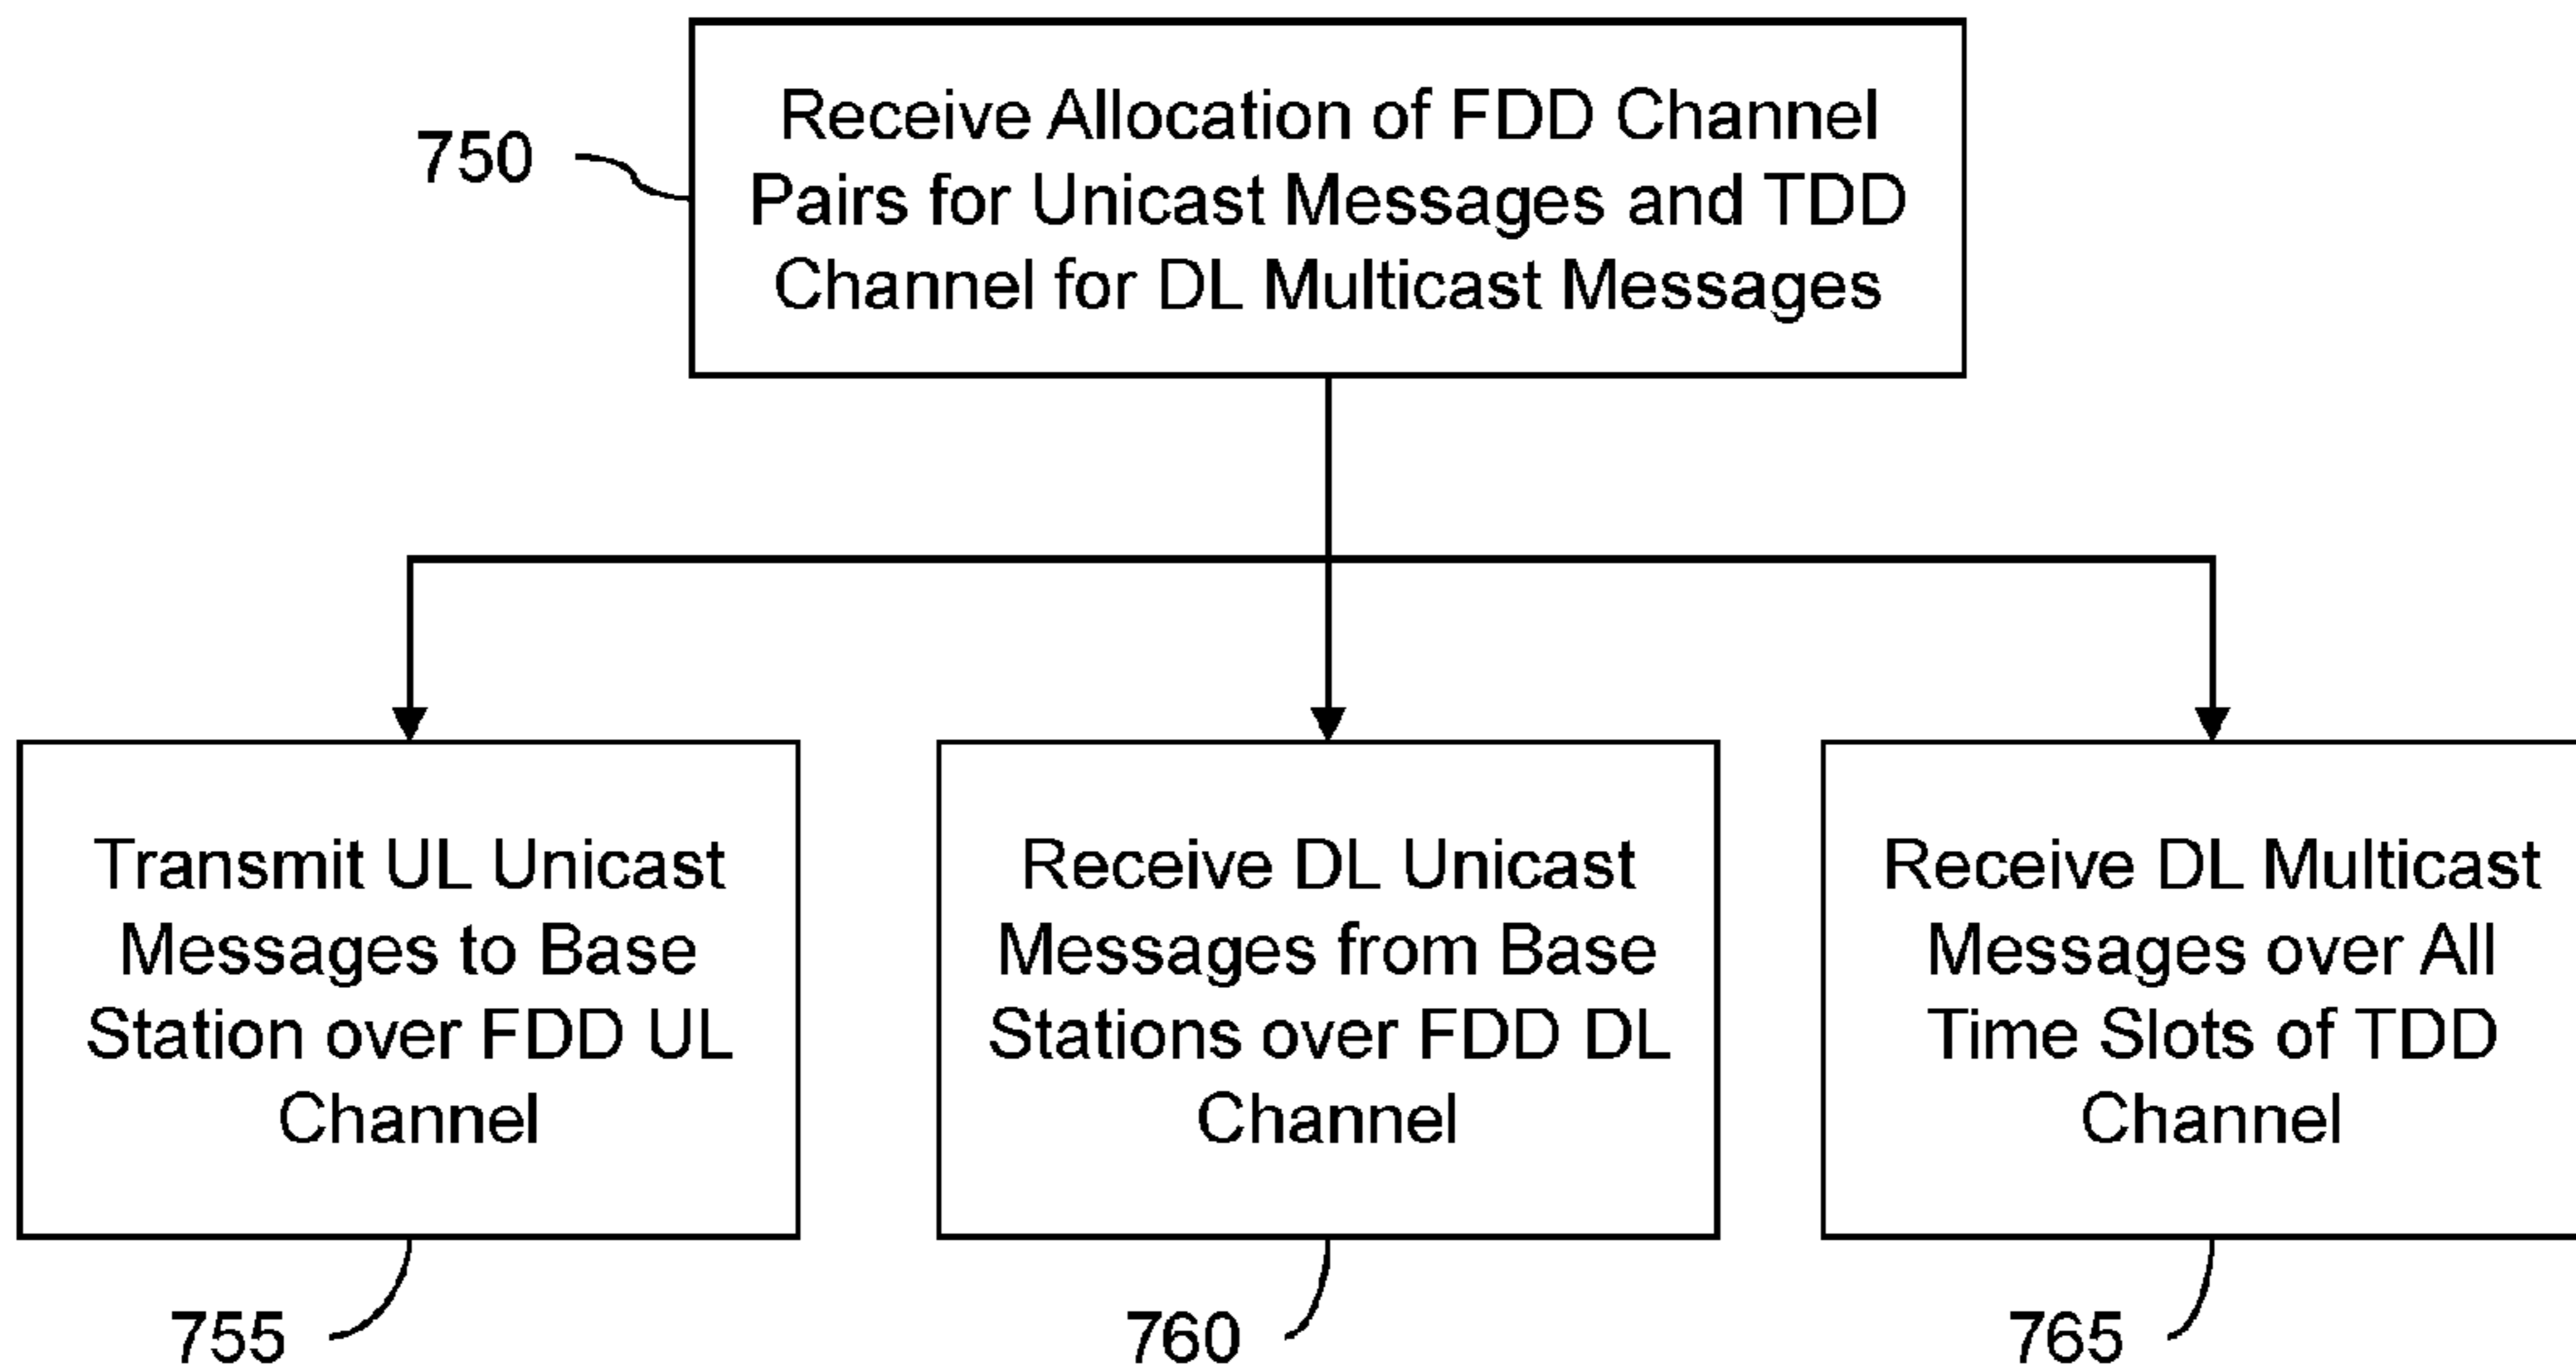 Receive Allocation of FDD Channel
Pairs for Unicast Messages and TDD
Channel for DL Multicast Messages
750
Transmit UL Unicast
Messages to Base
Station over FDD UL
Channel
Receive DL Unicast
Messages from Base
Stations over FDD DL
Channel
Receive DL Multicast
Messages over All
Time Slots of TDD
Channel
755
760
765